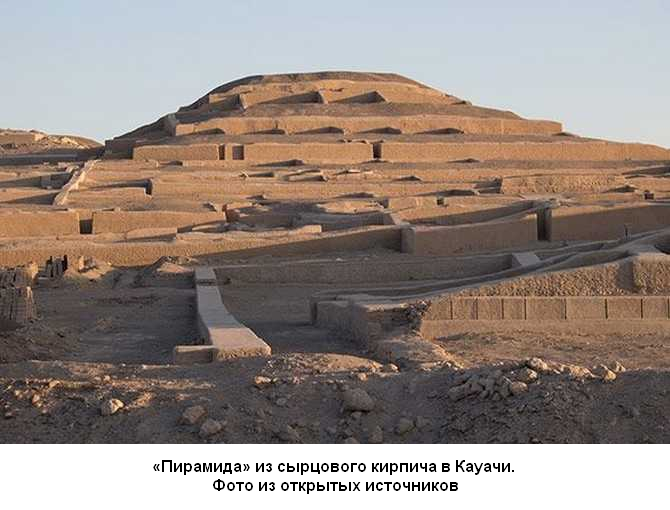 «Пирамида» из сырцового кирпича в Кауачи.
Фото из открытых источников